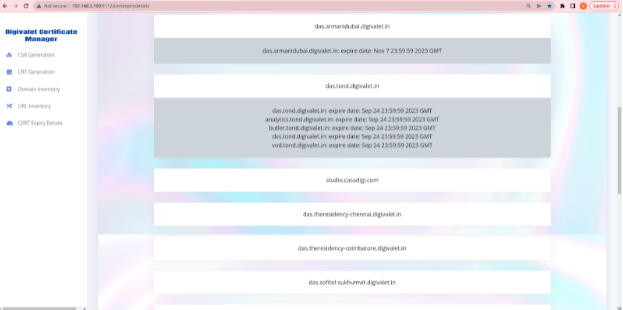 Not secure
Update
Digivalet Certificate
Manager
CSR Generation
CRT Generation
Domain Inventory
URL Inventory
CERT Expiry Details
das.armanidubai.digivalet.in
das.armanidubai.digivalet.in: expire date: Nov 7 23:59:59 2023 GMT
das.tond.digivalet.in
das.tond.digivalet.in: expire date: Sep 24 23:59:59 2023 GMT
analytics.tond.digivalet.in: expire date: Sep 24 23:59:59 2023 GMT
butler.tond.digivalet.in: expire date: Sep 24 23:59:59 2023 GMT
dvs.tond.digivalet.in: expire date: Sep 24 23:59:59 2023 GMT
vod.tond.digivalet.in: expire date: Sep 24 23:59:59 2023 GMT
studio.casadigi.com
das.theresidency-chennai.digivalet.in
das.theresidency-coimbatore.digivalet.in
das.sofitel-sukhumvit.digivalet.in